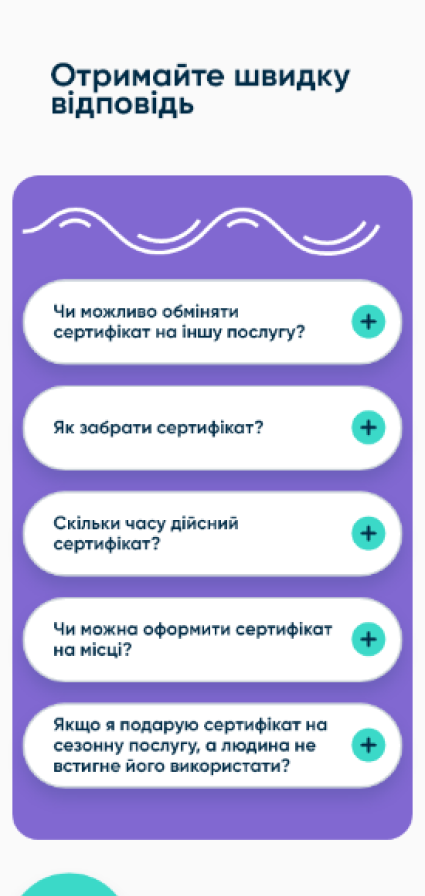 Отримайте швидку
відповідь
Чи можливо обміняти
сертифікат на іншу послугу?
Як забрати сертифікат?
Скільки часу дійсний
сертифікат?
Чи можна оформити сертифікат
на місці?
Якщо я подарую сертифікат на
сезонну послугу, а людина не
встигне його використати?